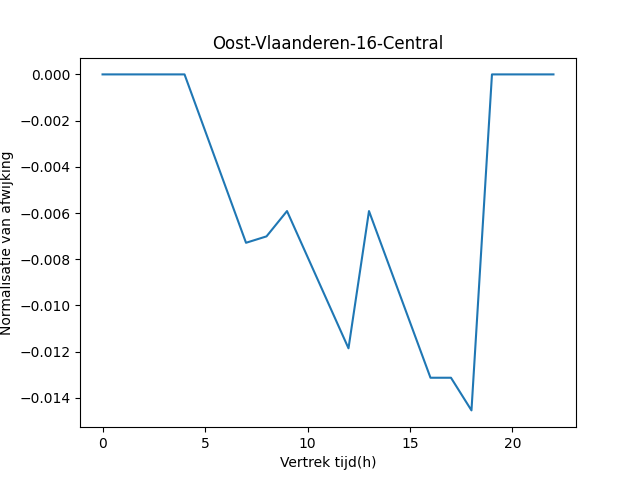 Oost-Vlaanderen-16-Central
Normalisatie van afwijking
0.000
−0.002
−0.004
−0.006
−0.008
−0.010
−0.012
−0.014
0 5 10 15 20
Vertrek tijd(h)